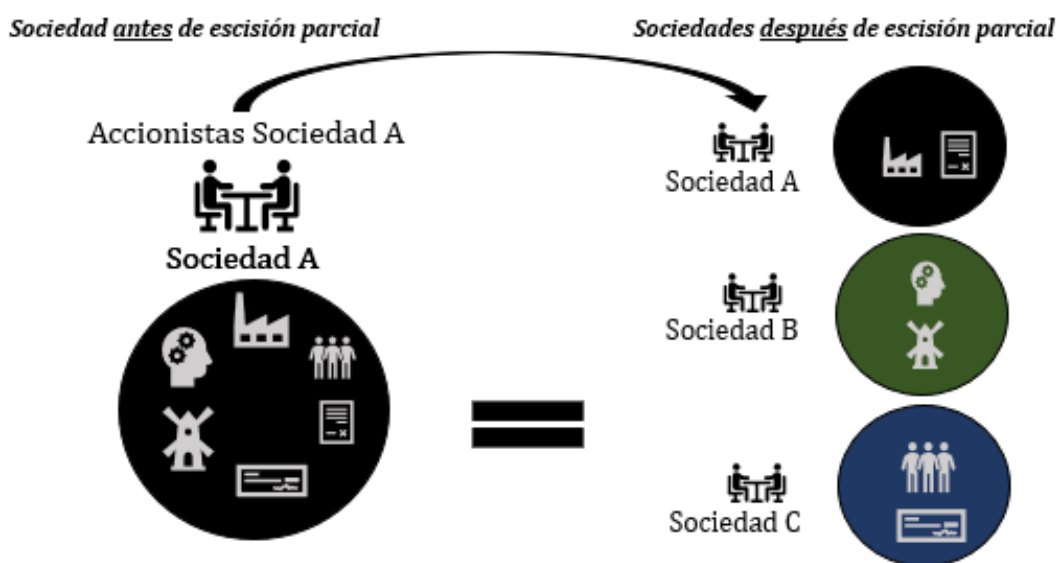 Sociedad antes de escisión parcial
Sociedades después de escisión parcial
Accionistas Sociedad A
Sociedad A
Sociedad A
Sociedad B
Sociedad C